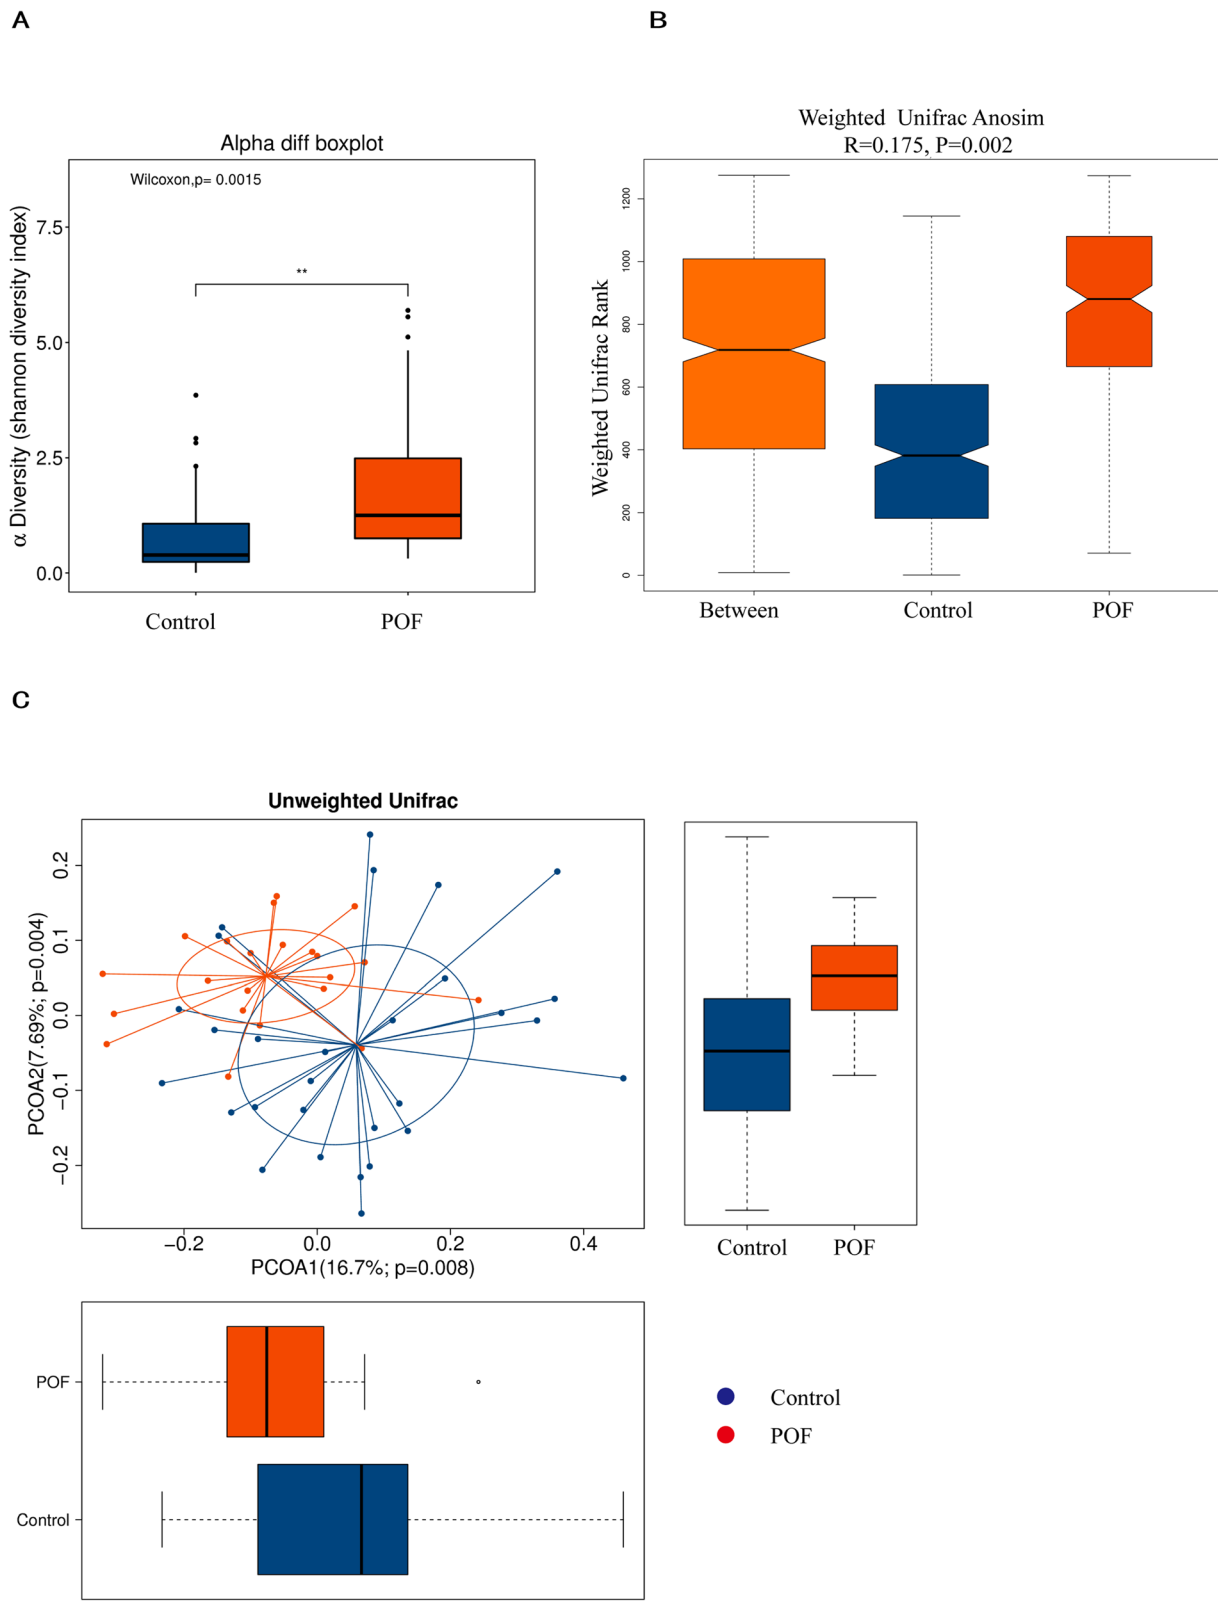 A
B
Alpha diff boxplot
Wilcoxon,p= 0.0015
**
α Diversity (shannon diversity index)
7.5
5.0
2.5
0.0
Control POF
Weighted Unifrac Anosim
R=0.175, P=0.002
Weighted Unifrac Rank
1200
1000
800
600
400
200
0
Between Control POF
C
Unweighted Unifrac
PCOA2(7.69%; p=0.004)
0.2
0.1
0.0
−0.1
−0.2
−0.2 0.0 0.2 0.4
PCOA1(16.7%; p=0.008)
Control POF
POF
Control
Control
POF